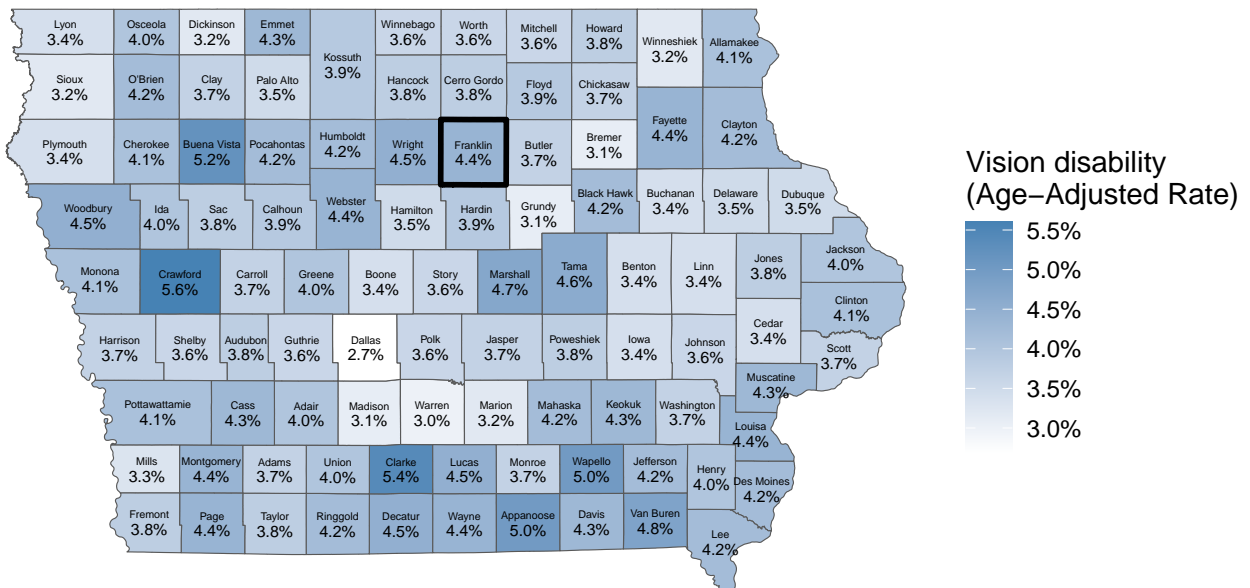 Lyon
3.4%
Osceola
4.0%
Dickinson
3.2%
Emmet
4.3%
Winnebago
3.6%
Worth
3.6%
Mitchell
3.6%
Howard
3.8%
Winneshiek
3.2%
Allamakee
4.1%
Kossuth
3.9%
Sioux
3.2%
O'Brien
4.2%
Clay
3.7%
Palo Alto
3.5%
Hancock
3.8%
Cerro Gordo
3.8%
Floyd
3.9%
Chickasaw
3.7%
Fayette
4.4%
Clayton
4.2%
Plymouth
3.4%
Cherokee
4.1%
Buena Vista
5.2%
Pocahontas
4.2%
Humboldt
4.2%
Wright
4.5%
Franklin
4.4%
Butler
3.7%
Bremer
3.1%
Woodbury
4.5%
Ida
4.0%
Sac
3.8%
Calhoun
3.9%
Webster
4.4%
Hamilton
3.5%
Hardin
3.9%
Grundy
3.1%
Black Hawk
4.2%
Buchanan
3.4%
Delaware
3.5%
Dubuque
3.5%
Monona
4.1%
Crawford
5.6%
Carroll
3.7%
Greene
4.0%
Boone
3.4%
Story
3.6%
Marshall
4.7%
Tama
4.6%
Benton
3.4%
Linn
3.4%
Jones
3.8%
Jackson
4.0%
Clinton
4.1%
Harrison
3.7%
Shelby
3.6%
Audubon
3.8%
Guthrie
3.6%
Dallas
2.7%
Polk
3.6%
Jasper
3.7%
Poweshiek
3.8%
Iowa
3.4%
Johnson
3.6%
Cedar
3.4%
Scott
3.7%
Muscatine
4.3%
Pottawattamie
4.1%
Cass
4.3%
Adair
4.0%
Madison
3.1%
Warren
3.0%
Marion
3.2%
Mahaska
4.2%
Keokuk
4.3%
Washington
3.7%
Louisa
4.4%
Mills
3.3%
Montgomery
4.4%
Adams
3.7%
Union
4.0%
Clarke
5.4%
Lucas
4.5%
Monroe
3.7%
Wapello
5.0%
Jefferson
4.2%
Henry
4.0%
Des Moines
4.2%
Fremont
3.8%
Page
4.4%
Taylor
3.8%
Ringgold
4.2%
Decatur
4.5%
Wayne
4.4%
Appanoose
5.0%
Davis
4.3%
Van Buren
4.8%
Lee
4.2%
Vision disability
(Age−Adjusted Rate)
5.5%
5.0%
4.5%
4.0%
3.5%
3.0%